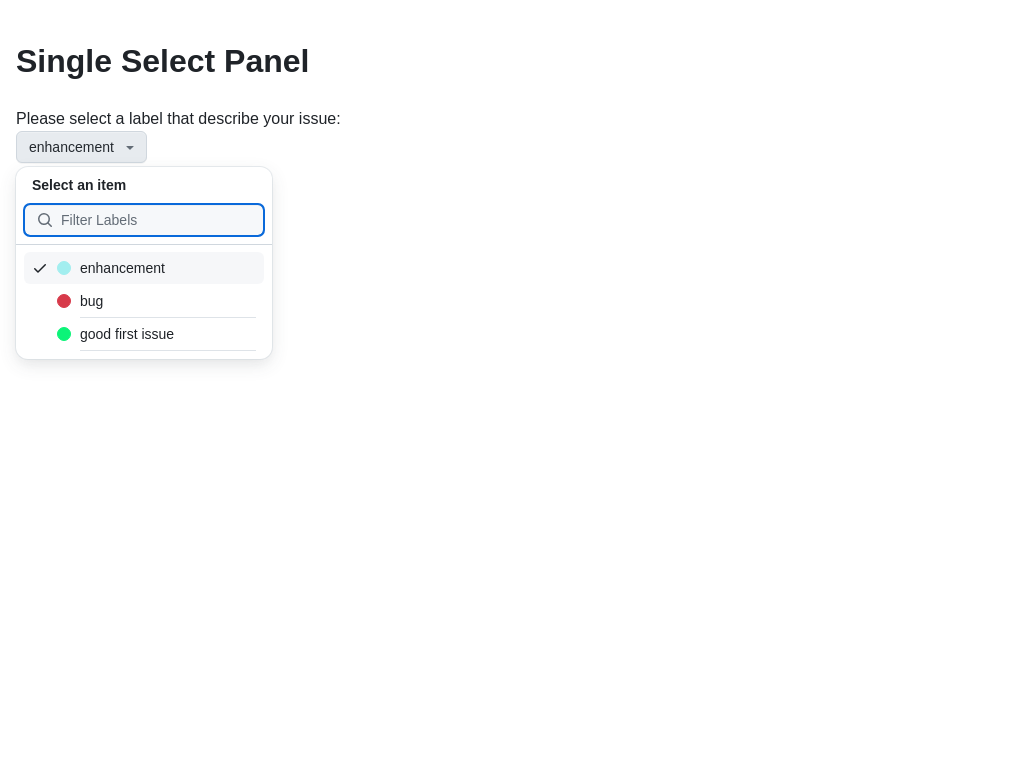 Single Select Panel
Please select a label that describe your issue:
enhancement
Select an item
Filter Labels
enhancement
bug
good first issue